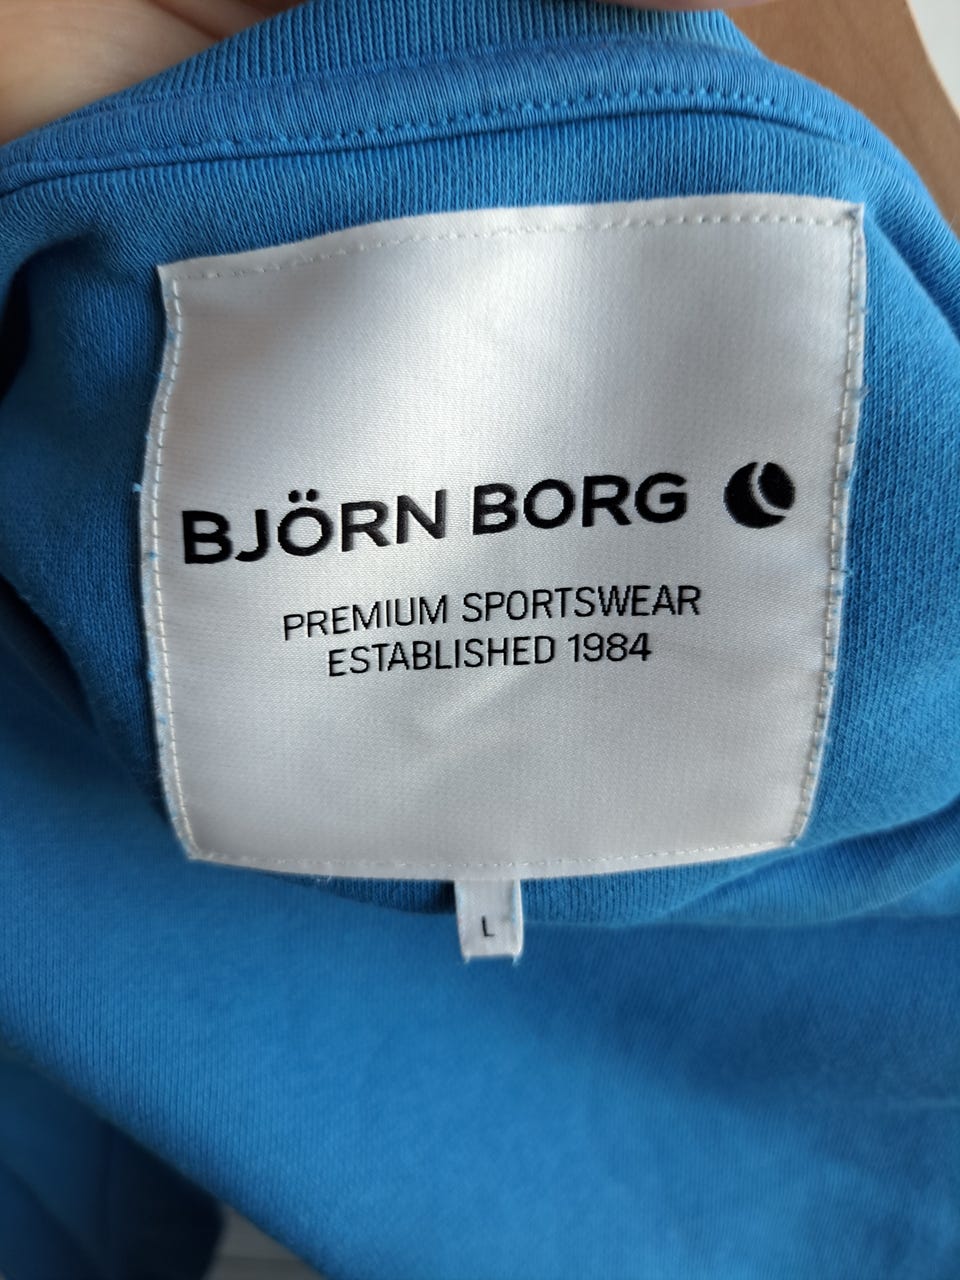 BJÖRN BORG
PREMIUM SPORTSWEAR
ESTABLISHED 1984
L